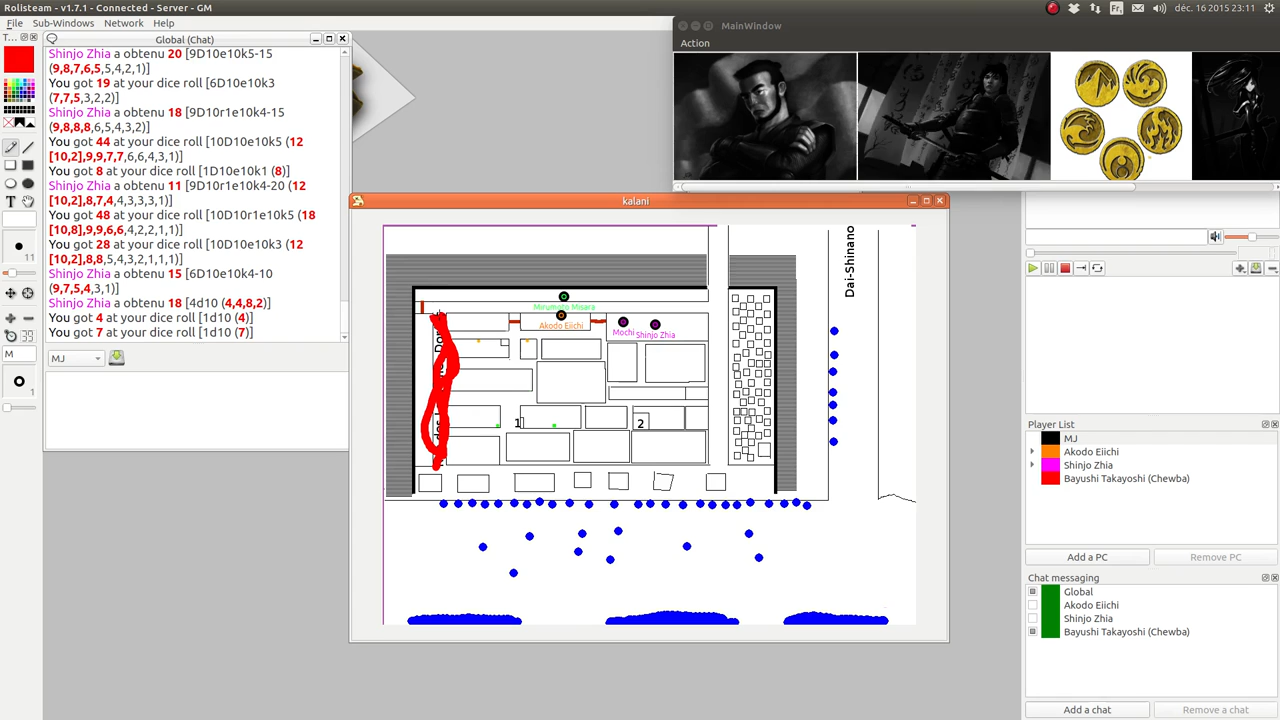 Rolisteam - v1.7.1 - Connected - Server - GM
Fr₁
déc. 16 2015 23:11
File Sub-Windows Network Help
MainWindow
Action
T...
Global (Chat)
Shinjo Zhia a obtenu 20 [9D10e10k5-15
(9,8,7,6,5,5,4,2,1)]
You got 19 at your dice roll [6D10e10k3
(7,7,5,3,2,2)]
Shinjo Zhia a obtenu 18 [9D10r1e10k4-15
(9,8,8,8,6,5,4,3,2)]
You got 44 at your dice roll [10D10e10k5 (12
[10,2],9,9,7,7,6,6,4,3,1)]
You got 8 at your dice roll [1D10e10k1 (8)]
Shinjo Zhia a obtenu 11 [9D10r1e10k4-20 (12
[10,2],8,7,4,4,3,3,3,1)]
You got 48 at your dice roll [10D10r1e10k5 (18
[10,8],9,9,6,6,4,2,2,1,1)]
You got 28 at your dice roll [10D10e10k3 (12
[10,2],8,8,5,4,3,2,1,1,1)]
Shinjo Zhia a obtenu 15 [6D10e10k4-10
(9,7,5,4,3,1)]
Shinjo Zhia a obtenu 18 [4d10 (4,4,8,2)]
You got 4 at your dice roll [1d10 (4)]
You got 7 at your dice roll [1d10 (7)]
MJ
T
11
M
1
kalani
Dai-Shinano
Mirumoto Misara
Akodo Eiichi
Mochi
Shinjo Zhia
1
2
Player List
MJ
Akodo Eiichi
Shinjo Zhia
Bayushi Takayoshi (Chewba)
Add a PC
Remove PC
Chat messaging
Global
Akodo Eiichi
Shinjo Zhia
Bayushi Takayoshi (Chewba)
Add a chat
Remove a chat